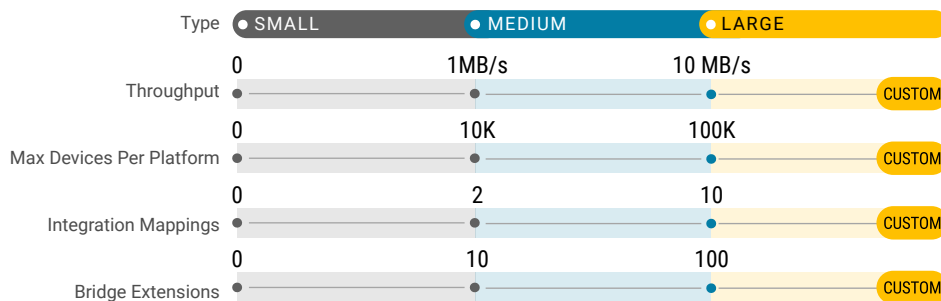 Type SMALL MEDIUM LARGE
0 1MB/s 10 MB/s
Throughput CUSTOM
0 10K 100K
Max Devices Per Platform CUSTOM
0 2 10
Integration Mappings CUSTOM
0 10 100
Bridge Extensions CUSTOM